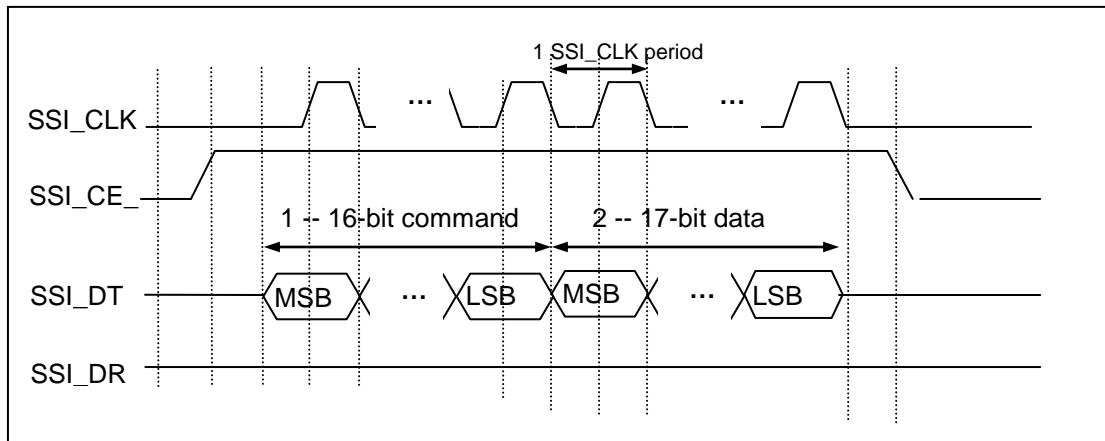 1 SSI_CLK period
... ...
SSI_CLK
SSI_CE_
1 -- 16-bit command 2 -- 17-bit data
SSI_DT MSB ... LSB MSB ... LSB
SSI_DR